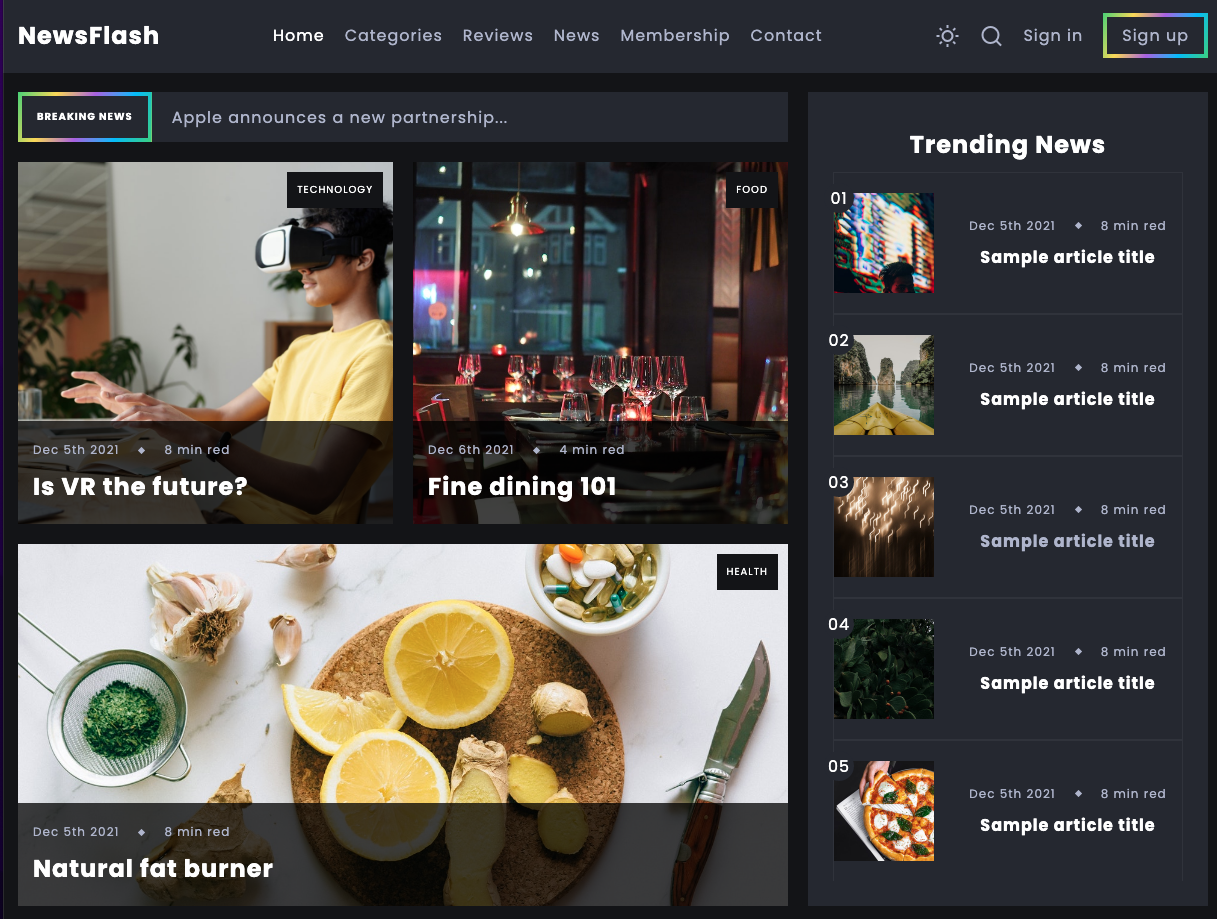 NewsFlash
Home Categories Reviews News Membership Contact
Sign in
Sign up
BREAKING NEWS
Apple announces a new partnership...
TECHNOLOGY
Dec 5th 2021 ◆ 8 min red
Is VR the future?
FOOD
Dec 6th 2021 ◆ 4 min red
Fine dining 101
HEALTH
Dec 5th 2021 ◆ 8 min red
Natural fat burner
Trending News
01
Dec 5th 2021 ◆ 8 min red
Sample article title
02
Dec 5th 2021 ◆ 8 min red
Sample article title
03
Dec 5th 2021 ◆ 8 min red
Sample article title
04
Dec 5th 2021 ◆ 8 min red
Sample article title
05
Dec 5th 2021 ◆ 8 min red
Sample article title